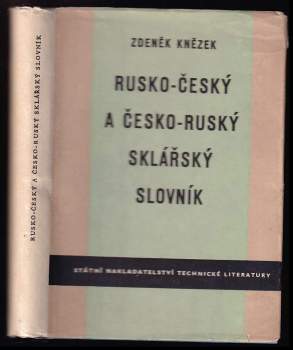 RUSKO-ČESKÝ A ČESKO-RUSKÝ SKLÁŘSKÝ SLOVNÍK
ZDENĚK KNĚZEK
RUSKO-ČESKÝ
A ČESKO-RUSKÝ
SKLÁŘSKÝ
SLOVNÍK
STÁTNÍ NAKLADATELSTVÍ TECHNICKÉ LITERATURY